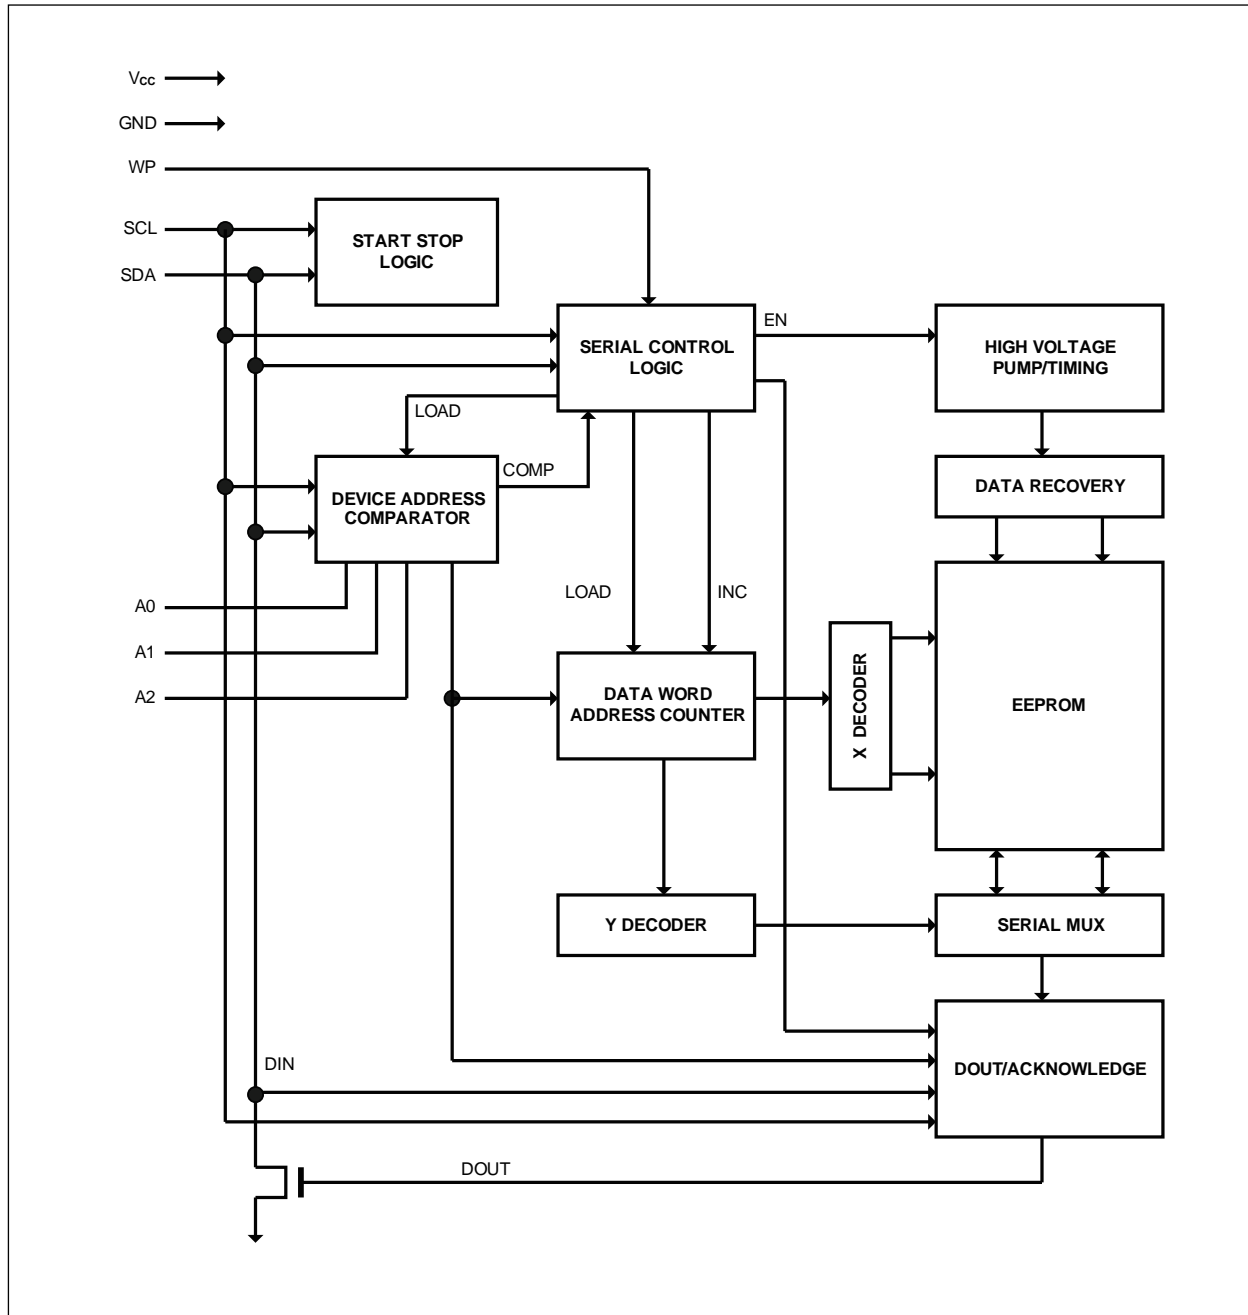 Vcc
GND
WP
SCL
START STOP
LOGIC
SDA
EN
SERIAL CONTROL
LOGIC
HIGH VOLTAGE
PUMP/TIMING
LOAD
COMP
DEVICE ADDRESS
COMPARATOR
DATA RECOVERY
A0
LOAD
INC
A1
A2
DATA WORD
ADDRESS COUNTER
X DECODER
EEPROM
Y DECODER
SERIAL MUX
DIN
DOUT/ACKNOWLEDGE
DOUT